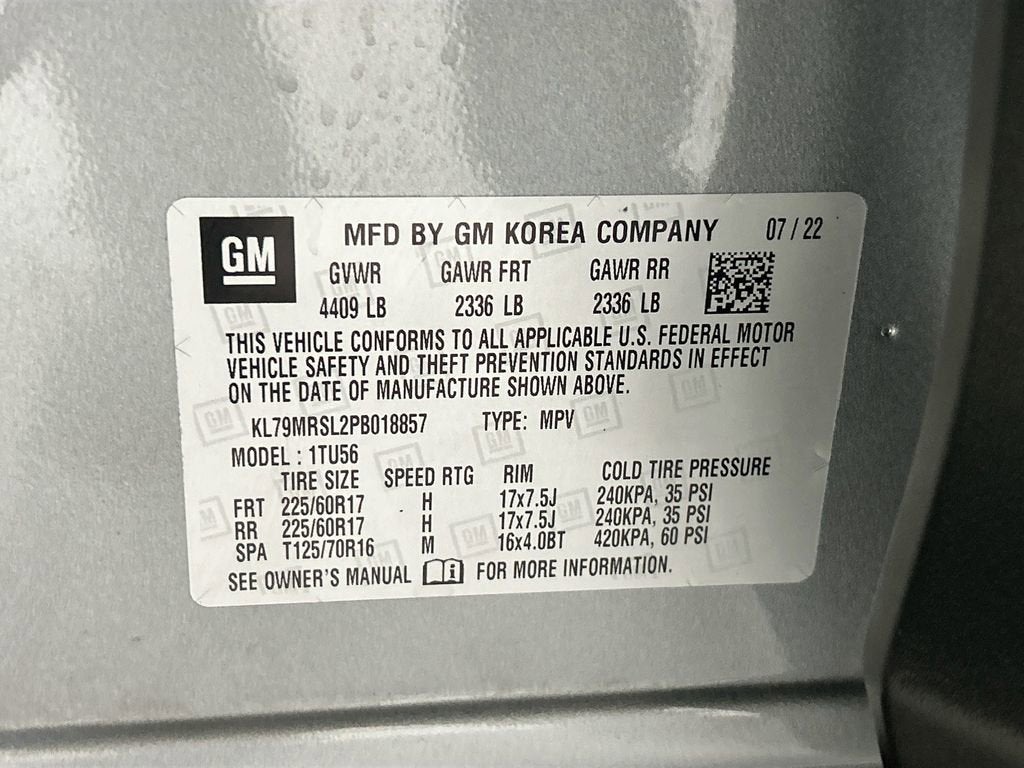 GM
MFD BY GM KOREA COMPANY 07 / 22
GVWR GAWR FRT GAWR RR
4409 LB 2336 LB 2336 LB
THIS VEHICLE CONFORMS TO ALL APPLICABLE U.S. FEDERAL MOTOR
VEHICLE SAFETY AND THEFT PREVENTION STANDARDS IN EFFECT
ON THE DATE OF MANUFACTURE SHOWN ABOVE.
KL79MRSL2PB018857 TYPE: MPV
MODEL : 1TU56
TIRE SIZE SPEED RTG RIM COLD TIRE PRESSURE
FRT 225/60R17 H 17x7.5J 240KPA, 35 PSI
RR 225/60R17 H 17x7.5J 240KPA, 35 PSI
SPA T125/70R16 M 16x4.0BT 420KPA, 60 PSI
SEE OWNER'S MANUAL i FOR MORE INFORMATION.